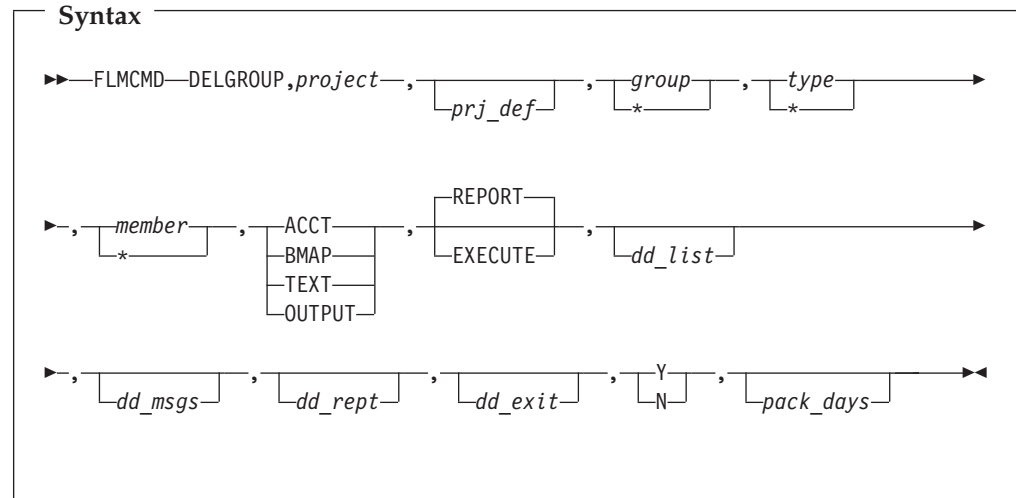 Syntax
FLMCMD DELGROUP,project , prj_def , group * , type *
, member * , ACCT BMAP TEXT OUTPUT , REPORT EXECUTE , dd_list
, dd_msgs , dd_rept , dd_exit , Y N , pack_days